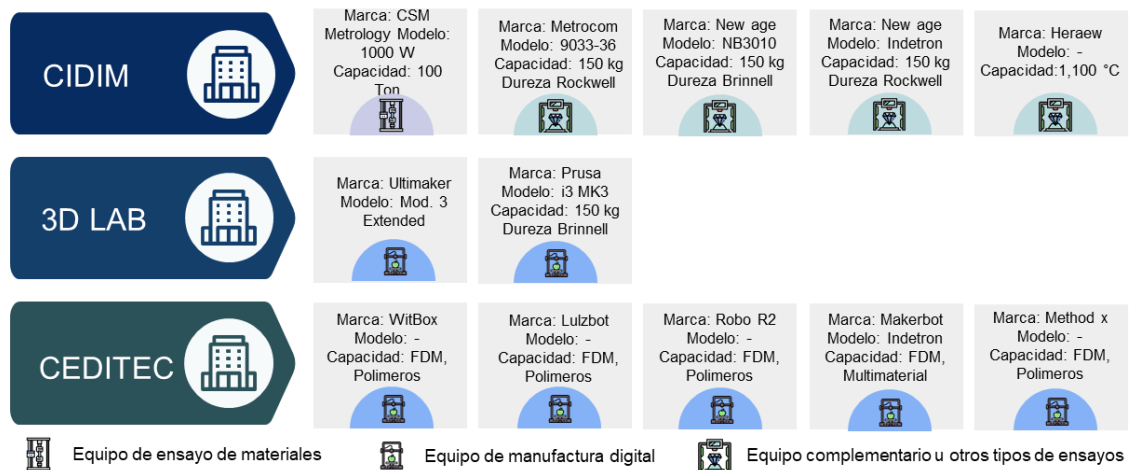 CIDIM
Marca: CSM
Metrology Modelo:
1000 W
Capacidad: 100
Ton
Marca: Metrocom
Modelo: 9033-36
Capacidad: 150 kg
Dureza Rockwell
Marca: New age
Modelo: NB3010
Capacidad: 150 kg
Dureza Brinnell
Marca: New age
Modelo: Indetron
Capacidad: 150 kg
Dureza Rockwell
Marca: Heraew
Modelo: -
Capacidad:1,100 °C
3D LAB
Marca: Ultimaker
Modelo: Mod. 3
Extended
Marca: Prusa
Modelo: i3 MK3
Capacidad: 150 kg
Dureza Brinnell
CEDITEC
Marca: WitBox
Modelo: -
Capacidad: FDM,
Polimeros
Marca: Lulzbot
Modelo: -
Capacidad: FDM,
Polimeros
Marca: Robo R2
Modelo: -
Capacidad: FDM,
Polimeros
Marca: Makerbot
Modelo: Indetron
Capacidad: FDM,
Multimaterial
Marca: Method x
Modelo: -
Capacidad: FDM,
Polimeros
Equipo de ensayo de materiales
Equipo de manufactura digital
Equipo complementario u otros tipos de ensayos